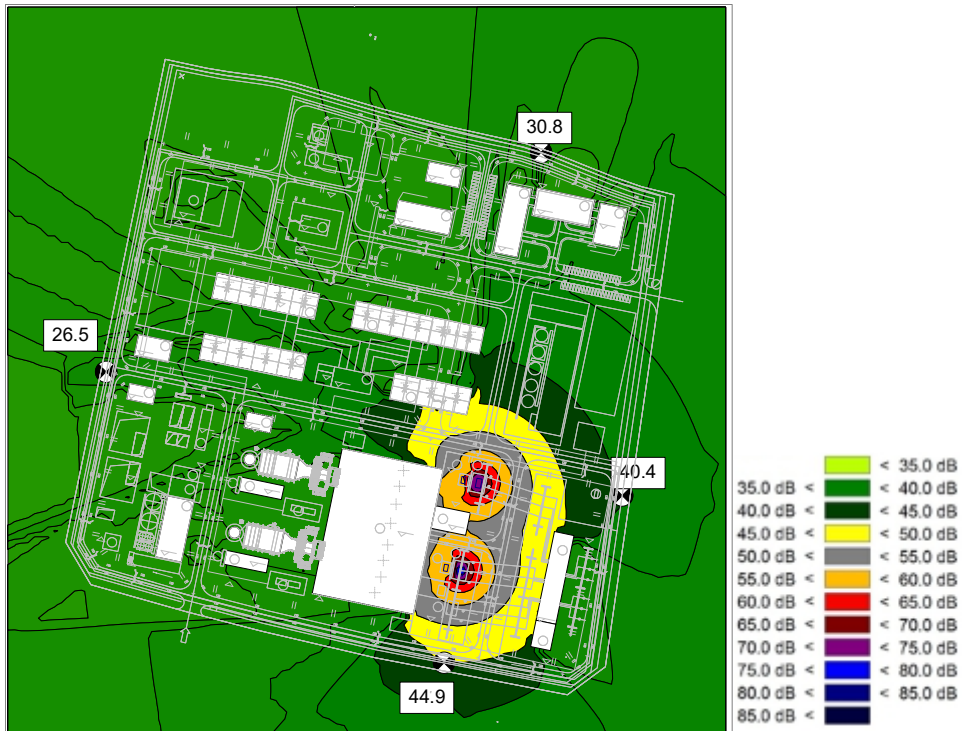 30.8
26.5
40.4
44.9
< 35.0 dB
35.0 dB < < 40.0 dB
40.0 dB < < 45.0 dB
45.0 dB < < 50.0 dB
50.0 dB < < 55.0 dB
55.0 dB < < 60.0 dB
60.0 dB < < 65.0 dB
65.0 dB < < 70.0 dB
70.0 dB < < 75.0 dB
75.0 dB < < 80.0 dB
80.0 dB < < 85.0 dB
85.0 dB <